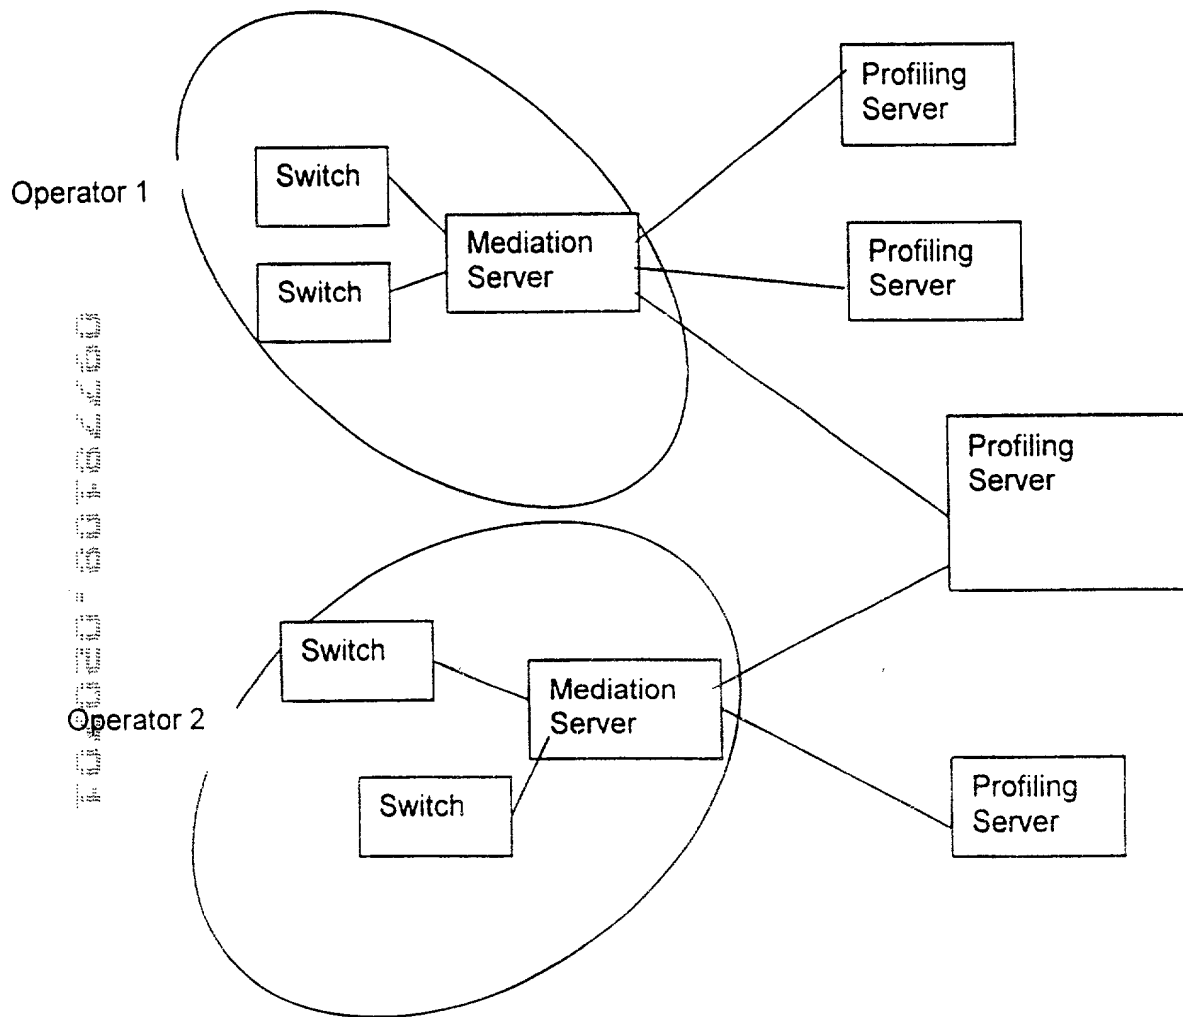 Profiling
Server
Operator 1
Switch
Mediation
Server
Switch
Profiling
Server
Profiling
Server
Operator 2
Switch
Mediation
Server
Switch
Profiling
Server